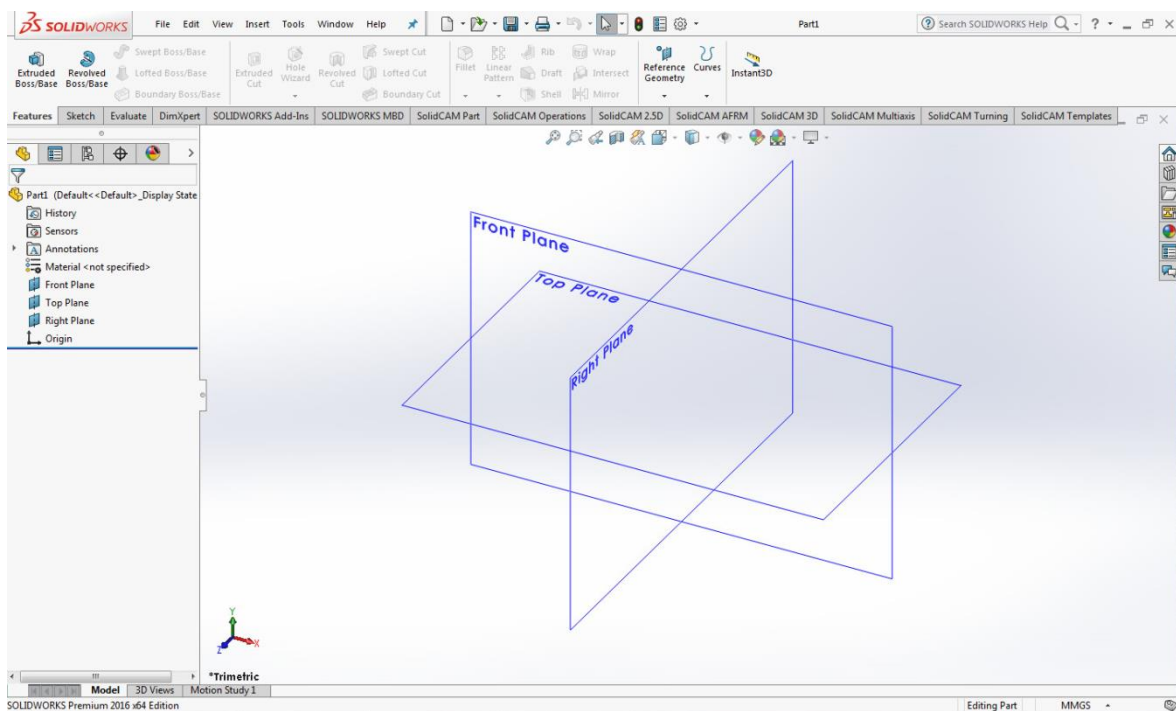 SOLIDWORKS File Edit View Insert Tools Window Help Part1 Search SOLIDWORKS Help ?
Extruded Boss/Base
Revolved Boss/Base
Swept Boss/Base
Lofted Boss/Base
Boundary Boss/Base
Extruded Cut
Hole Wizard
Revolved Cut
Swept Cut
Lofted Cut
Boundary Cut
Fillet
Linear Pattern
Rib
Draft
Shell
Wrap
Intersect
Mirror
Reference Geometry
Curves
Instant3D
Features Sketch Evaluate DimXpert SOLIDWORKS Add-Ins SOLIDWORKS MBD SolidCAM Part SolidCAM Operations SolidCAM 2.5D SolidCAM AFRM SolidCAM 3D SolidCAM Multiaxis SolidCAM Turning SolidCAM Templates
Part1 (Default<<Default>_Display State
History
Sensors
Annotations
Material <not specified>
Front Plane
Top Plane
Right Plane
Origin
Front Plane
Top Plane
Right Plane
Y
X
Z
*Trimetric
Model 3D Views Motion Study 1
SOLIDWORKS Premium 2016 x64 Edition Editing Part MMGS